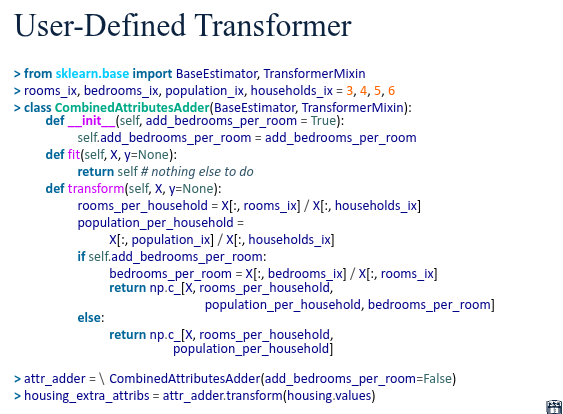 User-Defined Transformer
> from sklearn.base import BaseEstimator, TransformerMixin
> rooms_ix, bedrooms_ix, population_ix, households_ix = 3, 4, 5, 6
> class CombinedAttributesAdder(BaseEstimator, TransformerMixin):
def __init__(self, add_bedrooms_per_room = True):
self.add_bedrooms_per_room = add_bedrooms_per_room
def fit(self, X, y=None):
return self # nothing else to do
def transform(self, X, y=None):
rooms_per_household = X[:, rooms_ix] / X[:, households_ix]
population_per_household =
X[:, population_ix] / X[:, households_ix]
if self.add_bedrooms_per_room:
bedrooms_per_room = X[:, bedrooms_ix] / X[:, rooms_ix]
return np.c_[X, rooms_per_household,
population_per_household, bedrooms_per_room]
else:
return np.c_[X, rooms_per_household,
population_per_household]
> attr_adder = \ CombinedAttributesAdder(add_bedrooms_per_room=False)
> housing_extra_attribs = attr_adder.transform(housing.values)